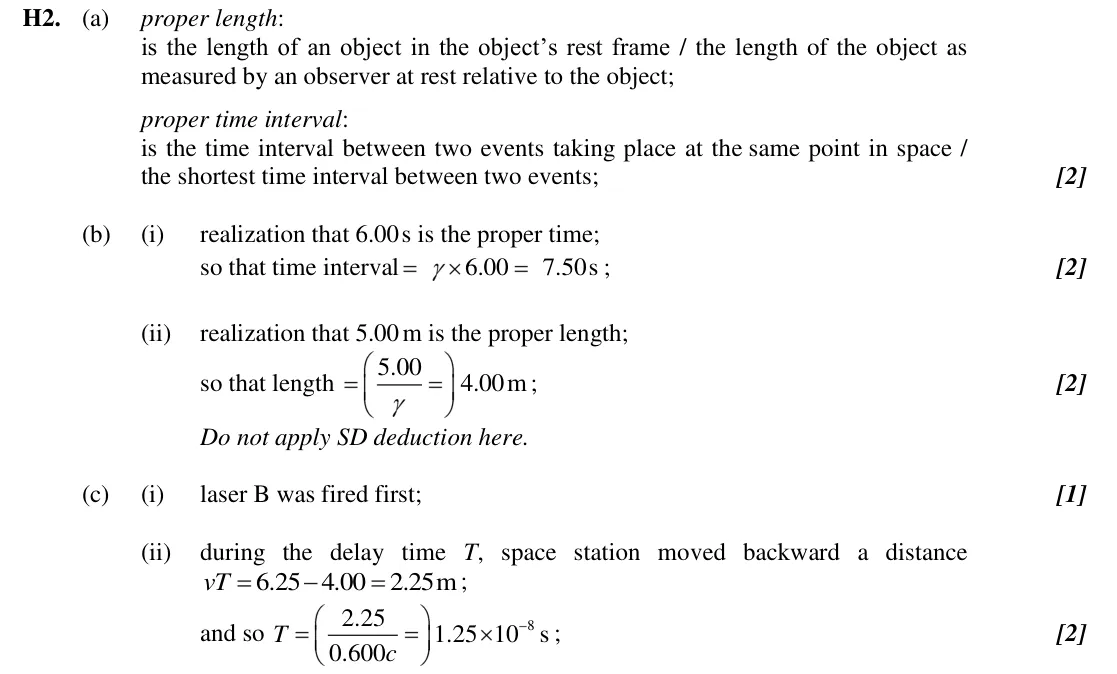 H2. (a) proper length:
is the length of an object in the object's rest frame / the length of the object as
measured by an observer at rest relative to the object;
proper time interval:
is the time interval between two events taking place at the same point in space /
the shortest time interval between two events; [2]
(b) (i) realization that 6.00s is the proper time;
so that time interval = γ × 6.00 = 7.50s ; [2]
(ii) realization that 5.00 m is the proper length;
so that length = ( 5.00 / γ = ) 4.00 m ; [2]
Do not apply SD deduction here.
(c) (i) laser B was fired first; [1]
(ii) during the delay time T, space station moved backward a distance
vT = 6.25 − 4.00 = 2.25 m ;
and so T = ( 2.25 / 0.600c = ) 1.25×10⁻⁸ s ; [2]